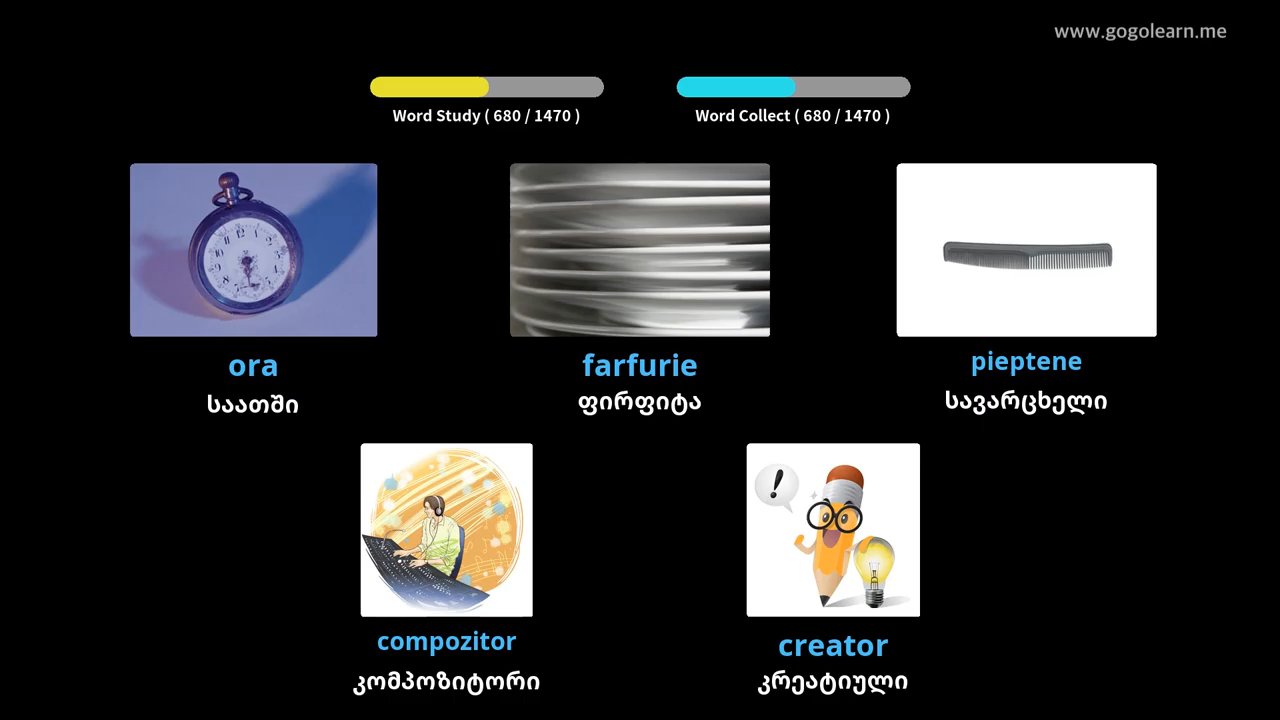 www.gogolearn.me
Word Study ( 680 / 1470 )
Word Collect ( 680 / 1470 )
ora
საათში
farfurie
ფირფიტა
pieptene
სავარცხელი
compozitor
კომპოზიტორი
creator
კრეატიული